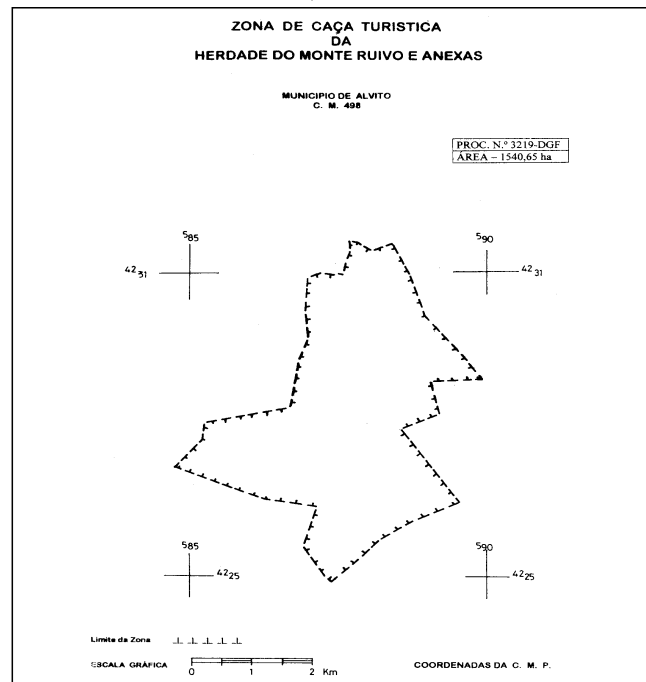 ZONA DE CAÇA TURISTICA
DA
HERDADE DO MONTE RUIVO E ANEXAS
MUNICIPIO DE ALVITO
C. M. 498
PROC. N.º 3219-DGF
ÁREA – 1540,65 ha
585
590
4231
4231
585
590
4225
4225
Limite da Zona
ESCALA GRÁFICA 0 1 2 Km
COORDENADAS DA C. M. P.